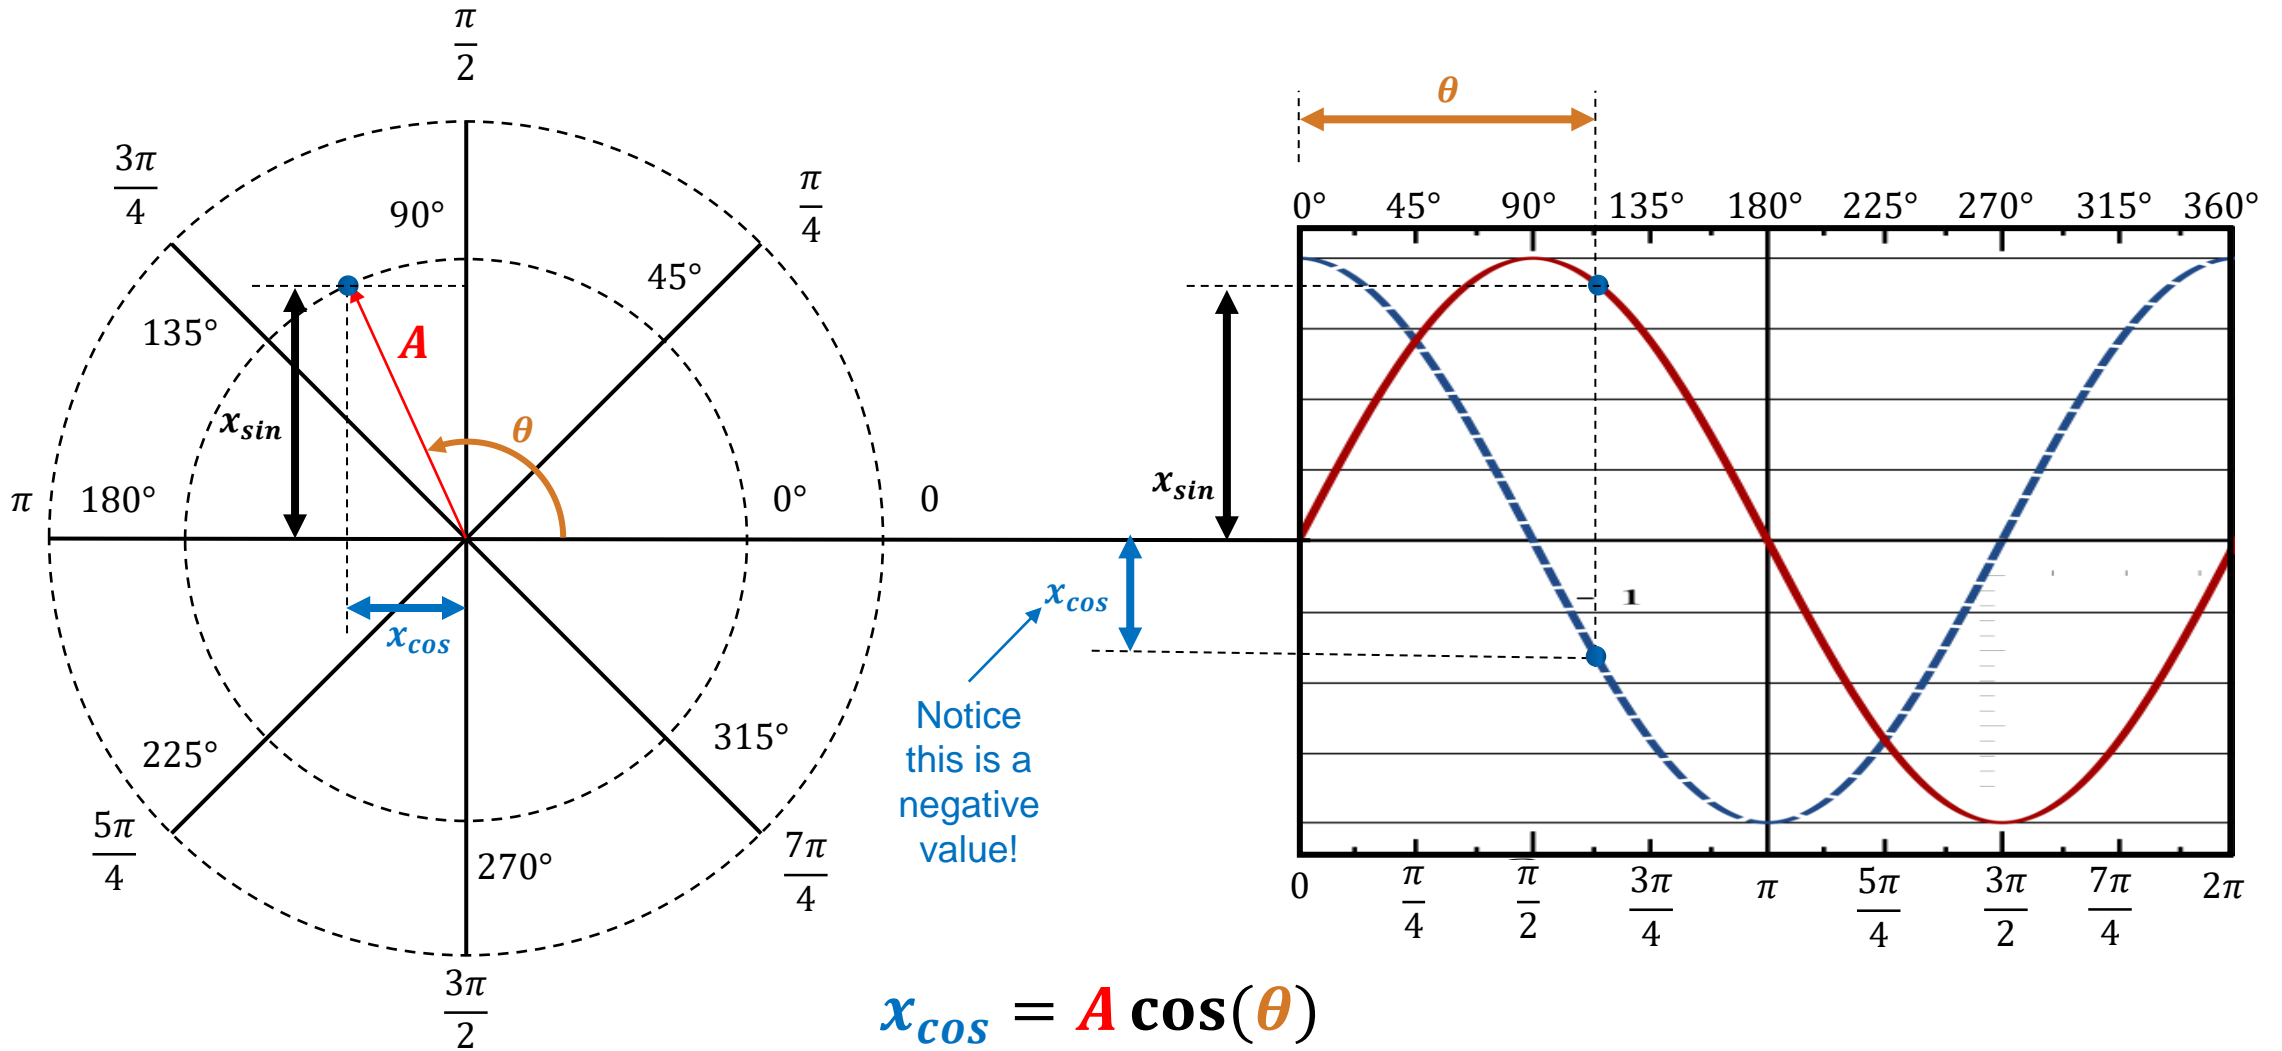 π/2
3π/4
π/4
90°
45°
135°
A
x_sin
θ
π
180°
0°
0
x_cos
225°
315°
5π/4
270°
7π/4
3π/2
θ
0° 45° 90° 135° 180° 225° 270° 315° 360°
x_sin
x_cos
– 1
Notice
this is a
negative
value!
0 π/4 π/2 3π/4 π 5π/4 3π/2 7π/4 2π
x_cos = A cos(θ)